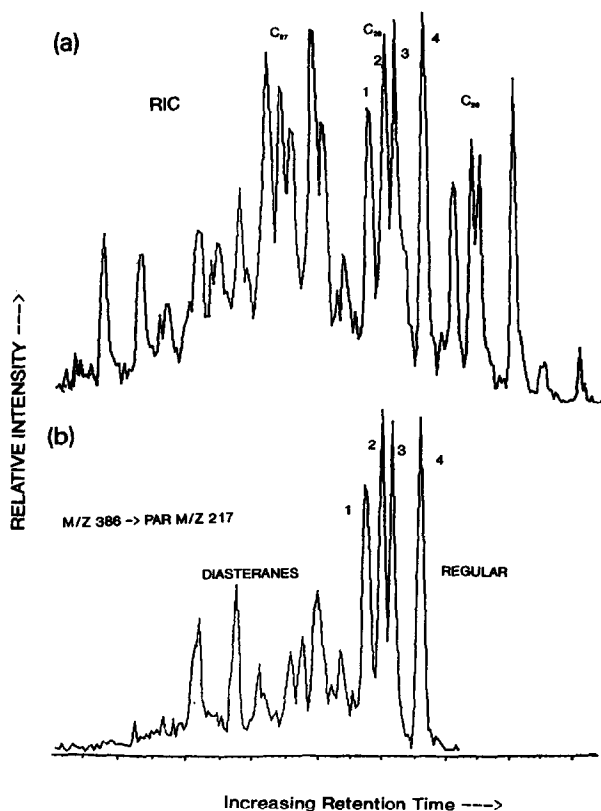 (a)
C₂₇
C₂₈
4
2
3
1
RIC
C₂₉
RELATIVE INTENSITY --->
(b)
2
3
4
1
M/Z 386 -> PAR M/Z 217
DIASTERANES
REGULAR
Increasing Retention Time --->